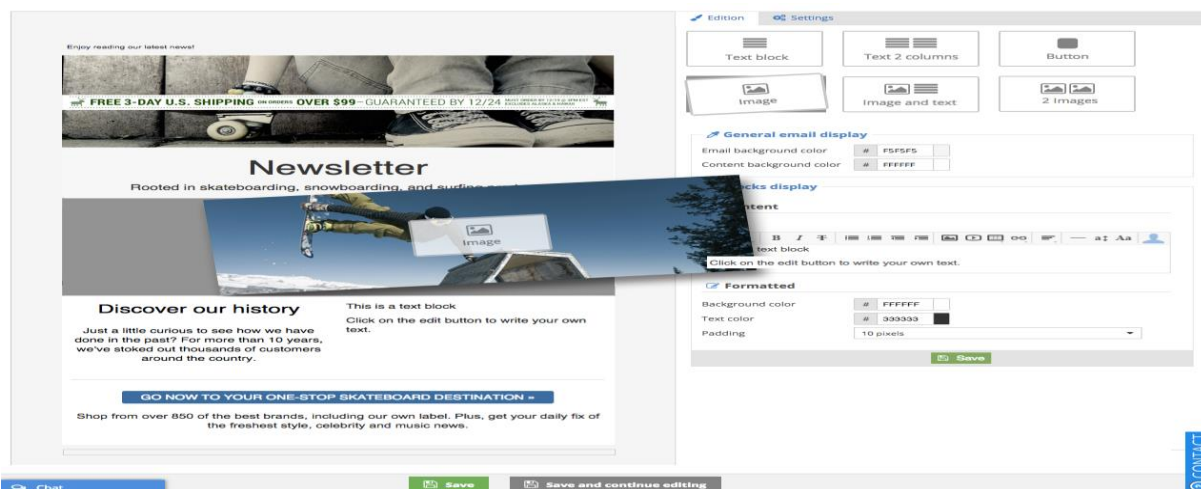 Enjoy reading our latest news!
FREE 3-DAY U.S. SHIPPING ON ORDERS OVER $99 - GUARANTEED BY 12/24
Newsletter
Rooted in skateboarding, snowboarding, and surfing
Image
Discover our history
Just a little curious to see how we have
done in the past? For more than 10 years,
we've stoked out thousands of customers
around the country.
This is a text block
Click on the edit button to write your own
text.
GO NOW TO YOUR ONE-STOP SKATEBOARD DESTINATION »
Shop from over 850 of the best brands, including our own label. Plus, get your daily fix of
the freshest style, celebrity and music news.
Edition Settings
Text block Text 2 columns Button
Image Image and text 2 Images
General email display
Email background color # F5F5F5
Content background color # FFFFFF
display
B I
text block
Click on the edit button to write your own text.
Formatted
Background color # FFFFFF
Text color # 333333
Padding 10 pixels
Save
CONTACT
Chat
Save Save and continue editing